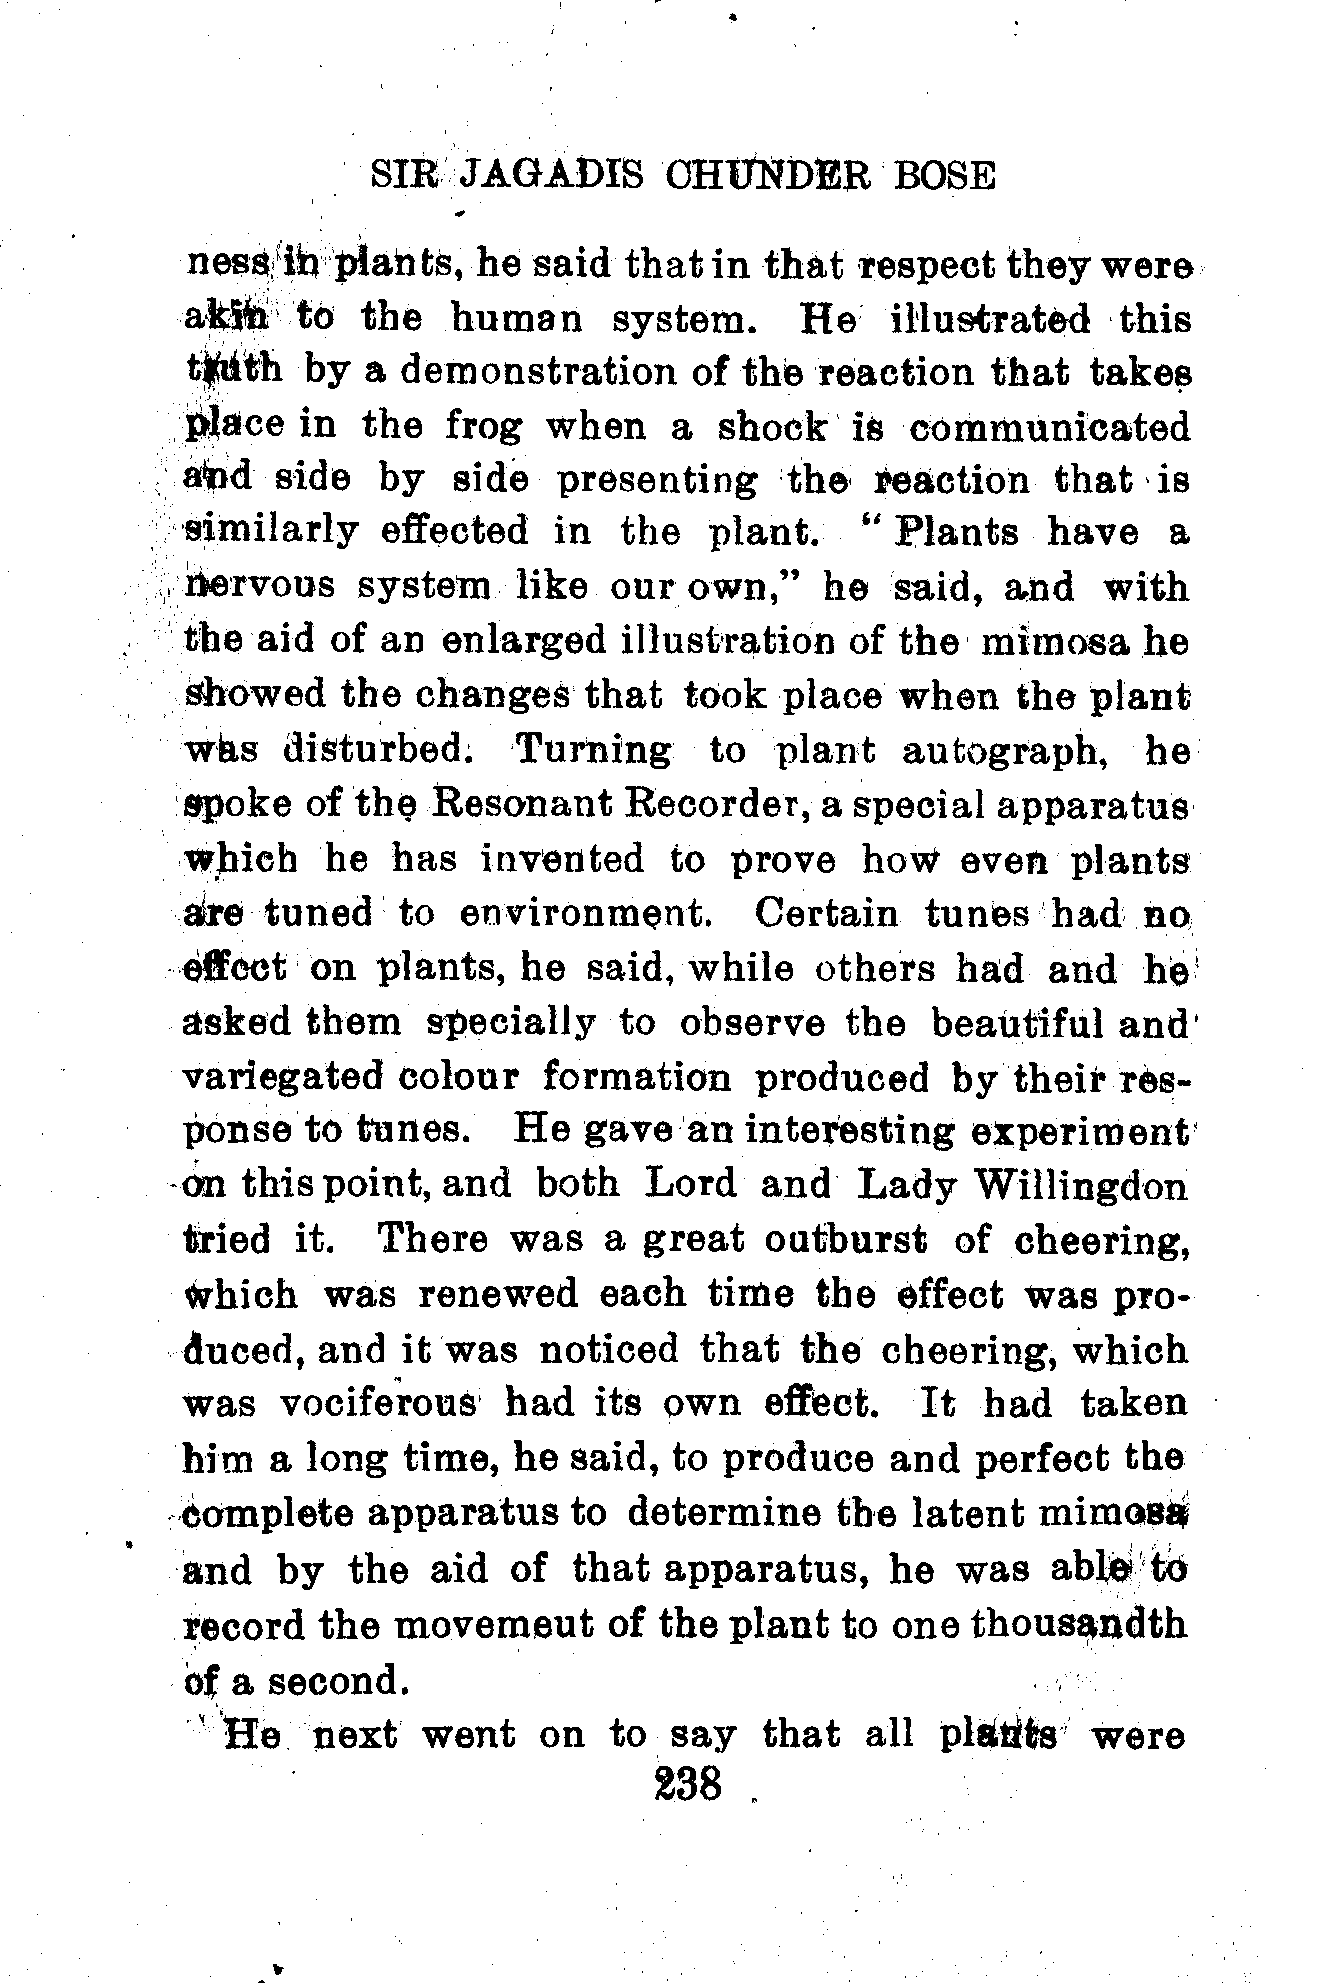 SIR JAGADIS CHUNDER BOSE
ness in plants, he said that in that respect they were
akin to the human system. He illustrated this
truth by a demonstration of the reaction that takes
place in the frog when a shock is communicated
and side by side presenting the reaction that is
similarly effected in the plant. “Plants have a
nervous system like our own,” he said, and with
the aid of an enlarged illustration of the mimosa he
showed the changes that took place when the plant
was disturbed. Turning to plant autograph, he
spoke of the Resonant Recorder, a special apparatus
which he has invented to prove how even plants
are tuned to environment. Certain tunes had no
effect on plants, he said, while others had and he
asked them specially to observe the beautiful and
variegated colour formation produced by their res-
ponse to tunes. He gave an interesting experiment
on this point, and both Lord and Lady Willingdon
tried it. There was a great outburst of cheering,
which was renewed each time the effect was pro-
duced, and it was noticed that the cheering, which
was vociferous had its own effect. It had taken
him a long time, he said, to produce and perfect the
complete apparatus to determine the latent mimosa
and by the aid of that apparatus, he was able to
record the movemeut of the plant to one thousandth
of a second.
He next went on to say that all plants were
238